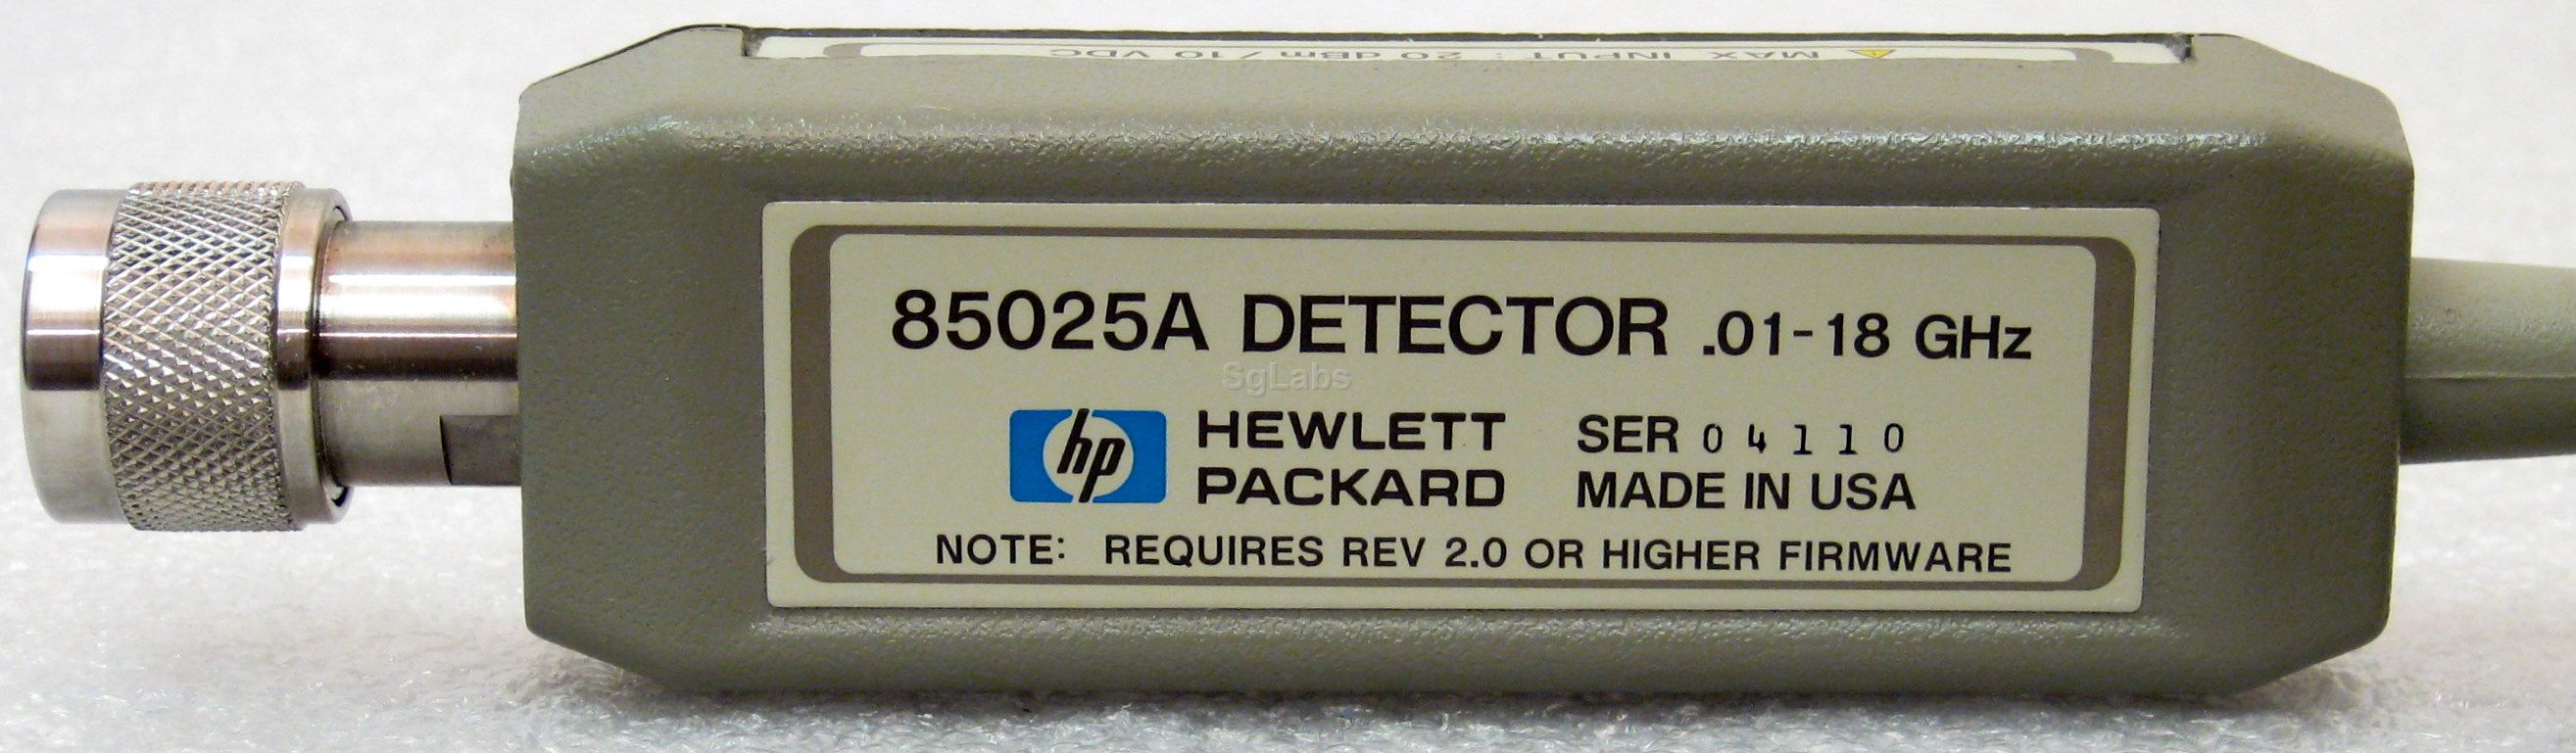 ⚠ MAX INPUT: 20 dBm / 10 VDC
85025A DETECTOR .01-18 GHz
SgLabs
hp HEWLETT PACKARD
SER 04110
MADE IN USA
NOTE: REQUIRES REV 2.0 OR HIGHER FIRMWARE